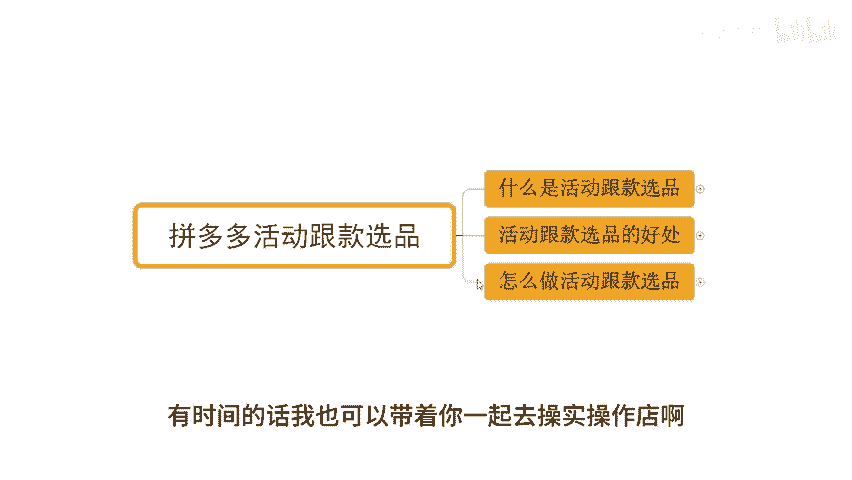 什么是活动跟款选品
拼多多活动跟款选品
活动跟款选品的好处
怎么做活动跟款选品
有时间的话我也可以带着你一起去操实操作店啊